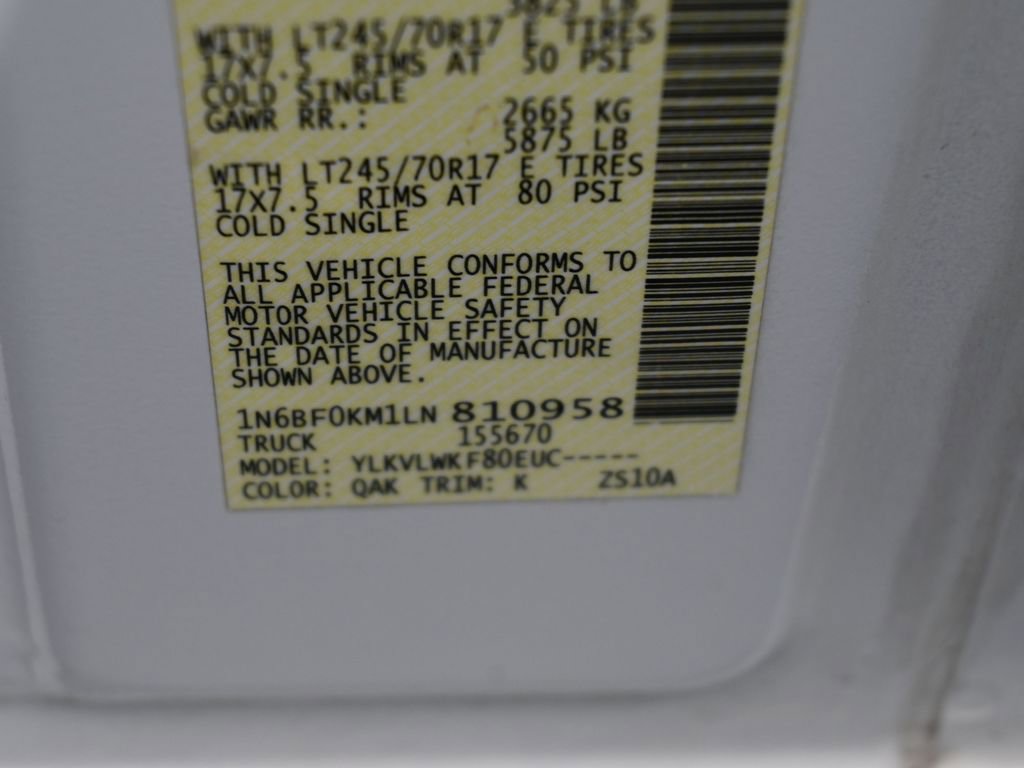 3825 LB
WITH LT245/70R17 E TIRES
17X7.5 RIMS AT 50 PSI
COLD SINGLE
GAWR RR.: 2665 KG
5875 LB
WITH LT245/70R17 E TIRES
17X7.5 RIMS AT 80 PSI
COLD SINGLE
THIS VEHICLE CONFORMS TO
ALL APPLICABLE FEDERAL
MOTOR VEHICLE SAFETY
STANDARDS IN EFFECT ON
THE DATE OF MANUFACTURE
SHOWN ABOVE.
1N6BF0KM1LN 810958
TRUCK 155670
MODEL: YLKVLWKF80EUC-----
COLOR: QAK TRIM: K ZS10A